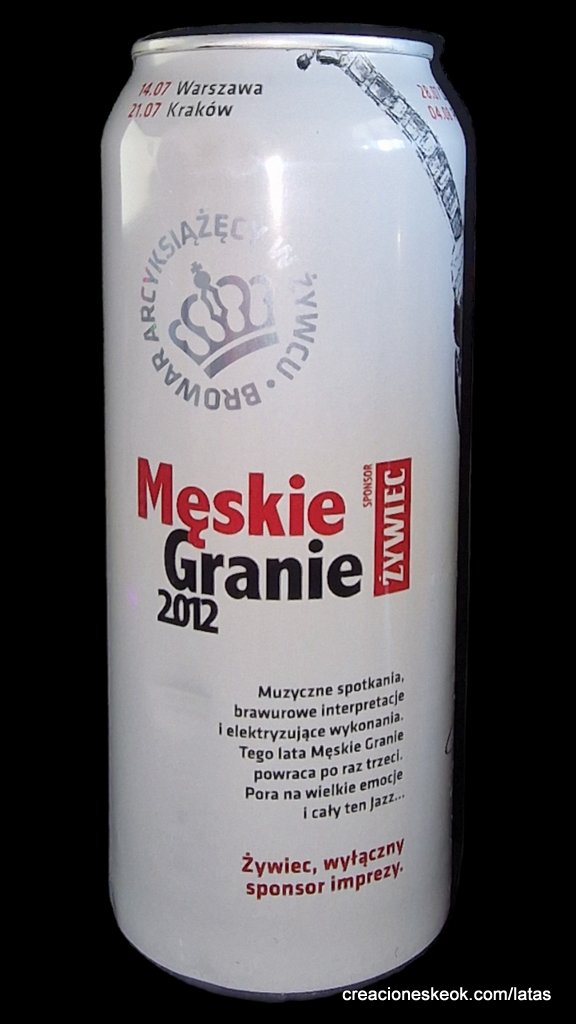 14.07 Warszawa
21.07 Kraków
28.07
BROWAR ARCYKSIĄŻĘCY W ŻYWCU •
Męskie
Granie
2012
SPONSOR
ŻYWIEC
Muzyczne spotkania,
brawurowe interpretacje
i elektryzujące wykonania.
Tego lata Męskie Granie
powraca po raz trzeci.
Pora na wielkie emocje
i cały ten Jazz...
Żywiec, wyłączny
sponsor imprezy.
creacioneskeok.com/latas